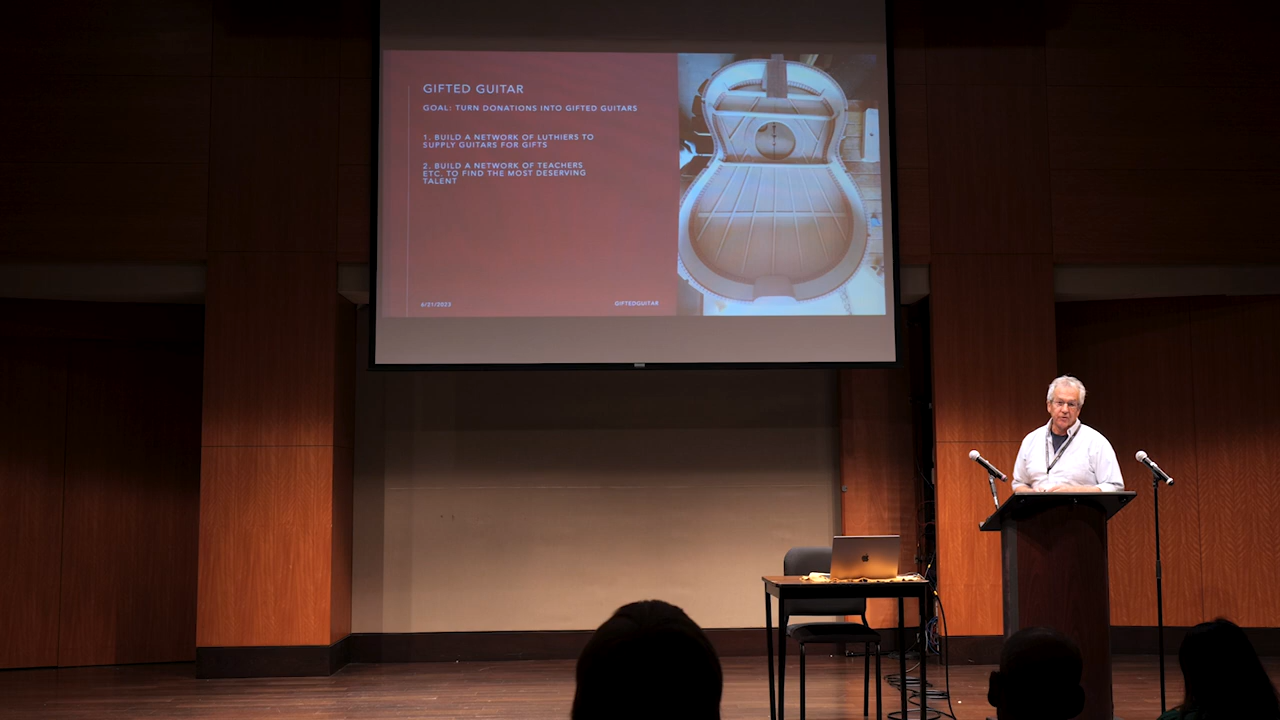 GIFTED GUITAR
GOAL: TURN DONATIONS INTO GIFTED GUITARS
1. BUILD A NETWORK OF LUTHIERS TO
SUPPLY GUITARS FOR GIFTS
2. BUILD A NETWORK OF TEACHERS
ETC. TO FIND THE MOST DESERVING
TALENT
6/21/2023
GIFTEDGUITAR